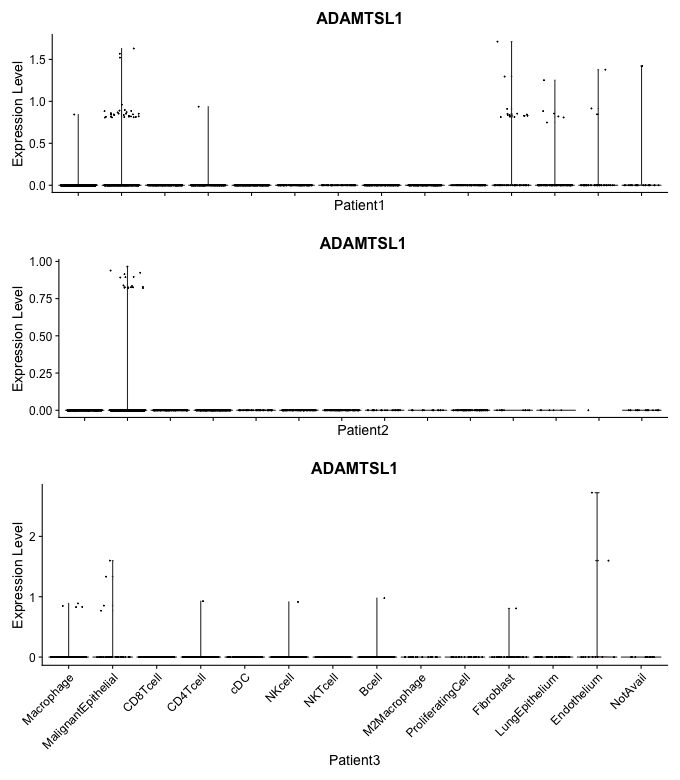 ADAMTSL1
Expression Level
1.5
1.0
0.5
0.0
Patient1
ADAMTSL1
Expression Level
1.00
0.75
0.50
0.25
0.00
Patient2
ADAMTSL1
Expression Level
2
1
0
Macrophage
MalignantEpithelial
CD8Tcell
CD4Tcell
cDC
NKcell
NKTcell
Bcell
M2Macrophage
ProliferatingCell
Fibroblast
LungEpithelium
Endothelium
NotAvail
Patient3